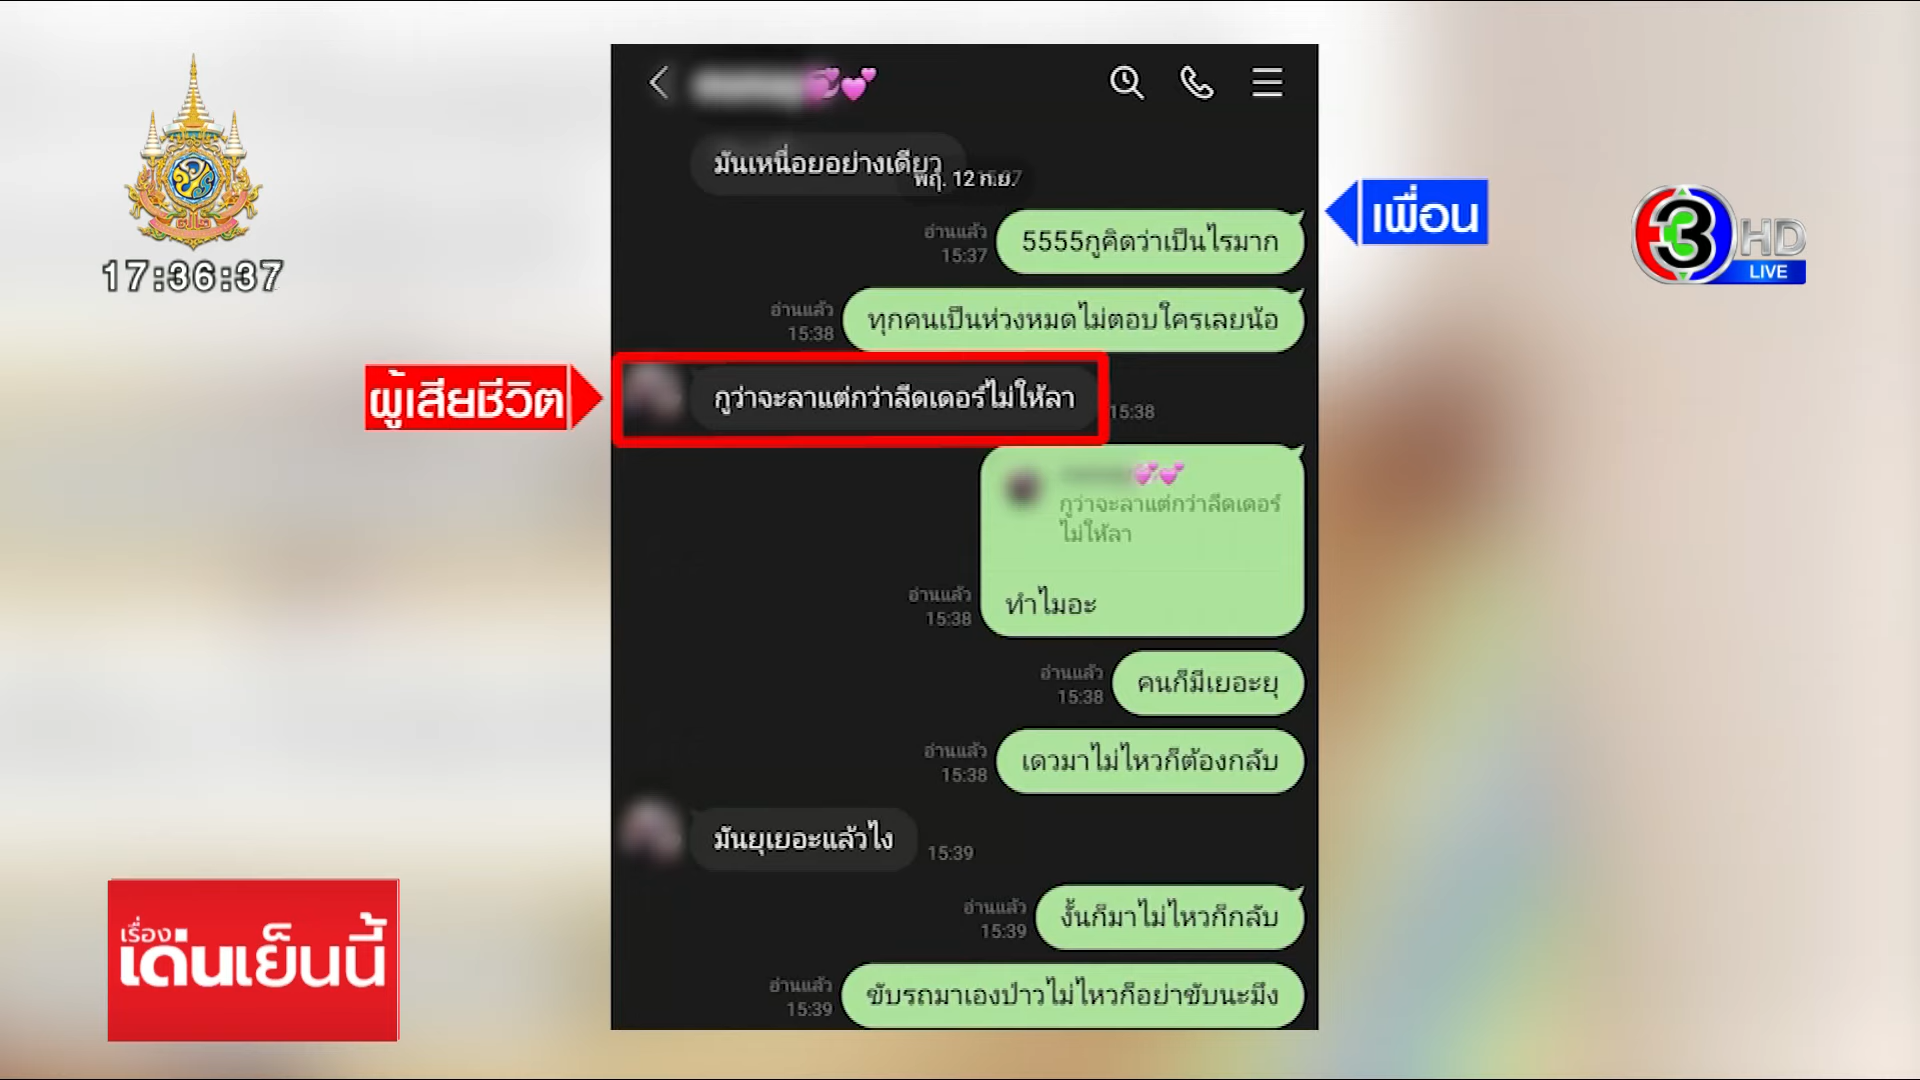 17:36:37
มันเหนื่อยอย่างเดียว
พฤ. 12 ก.ย.
อ่านแล้ว
15:37
5555กูคิดว่าเป็นไรมาก
เพื่อน
3 HD
LIVE
อ่านแล้ว
15:38
ทุกคนเป็นห่วงหมดไม่ตอบใครเลยน้อ
ผู้เสียชีวิต
กูว่าจะลาแต่กว่าลีดเดอร์ไม่ให้ลา
15:38
กูว่าจะลาแต่กว่าลีดเดอร์
ไม่ให้ลา
อ่านแล้ว
15:38
ทำไมอะ
อ่านแล้ว
15:38
คนก็มีเยอะยุ
อ่านแล้ว
15:38
เดวมาไม่ไหวก็ต้องกลับ
มันยุเยอะแล้วไง
15:39
อ่านแล้ว
15:39
งั้นก็มาไม่ไหวก็กลับ
อ่านแล้ว
15:39
ขับรถมาเองป่าวไม่ไหวก็อย่าขับนะมึง
เรื่อง
เด่นเย็นนี้